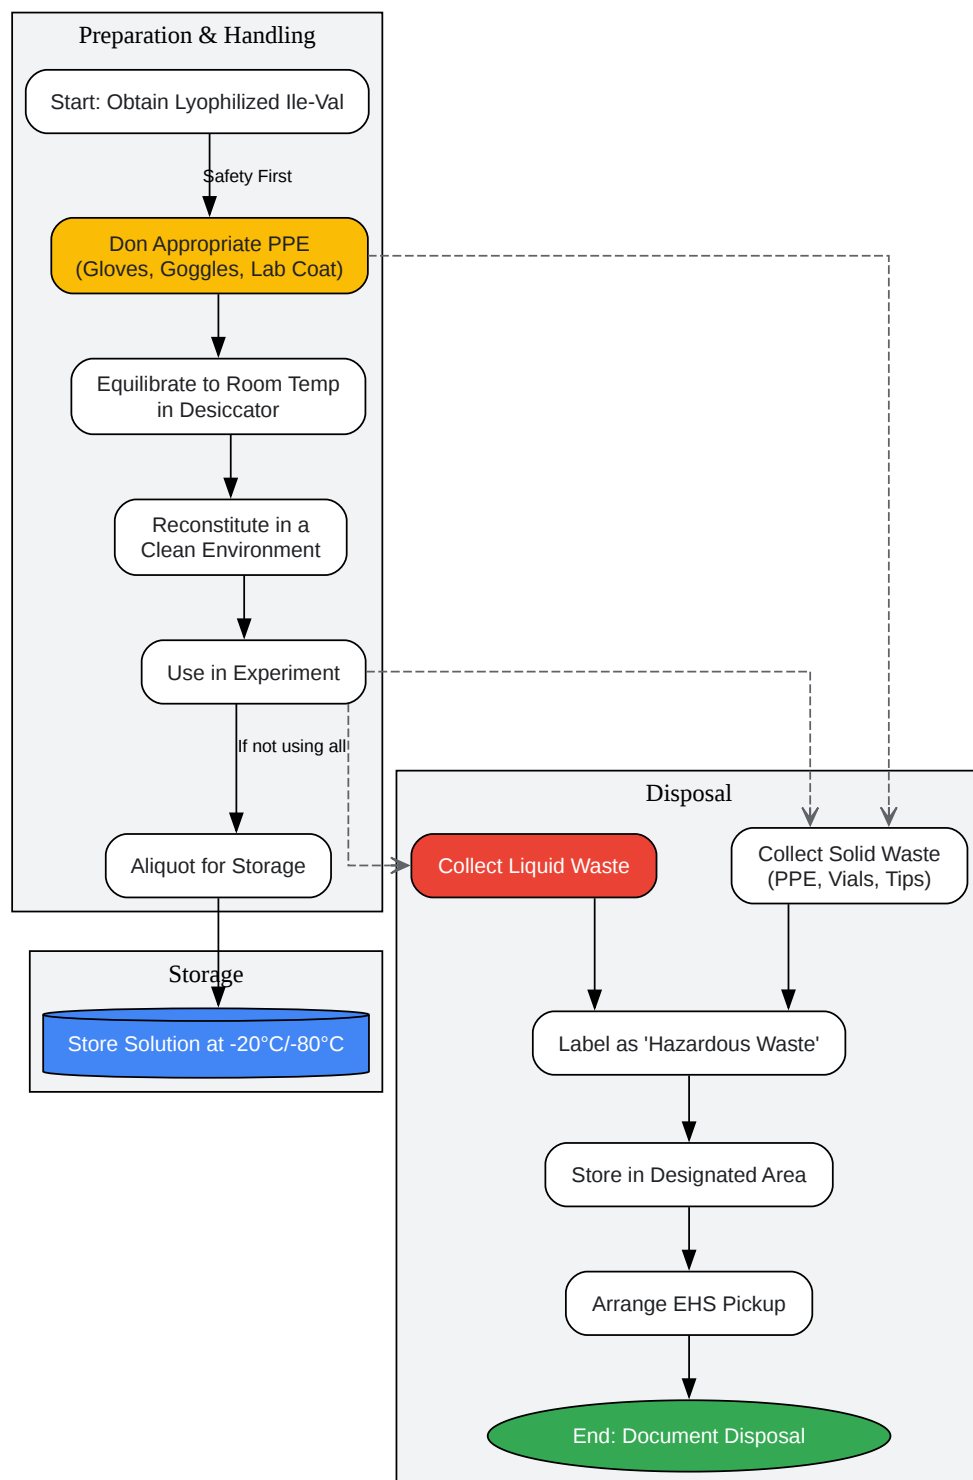 Preparation & Handling
Start: Obtain Lyophilized Ile-Val
Safety First
Don Appropriate PPE
(Gloves, Goggles, Lab Coat)
Equilibrate to Room Temp
in Desiccator
Reconstitute in a
Clean Environment
Use in Experiment
If not using all
Aliquot for Storage
Storage
Store Solution at -20°C/-80°C
Disposal
Collect Liquid Waste
Collect Solid Waste
(PPE, Vials, Tips)
Label as 'Hazardous Waste'
Store in Designated Area
Arrange EHS Pickup
End: Document Disposal